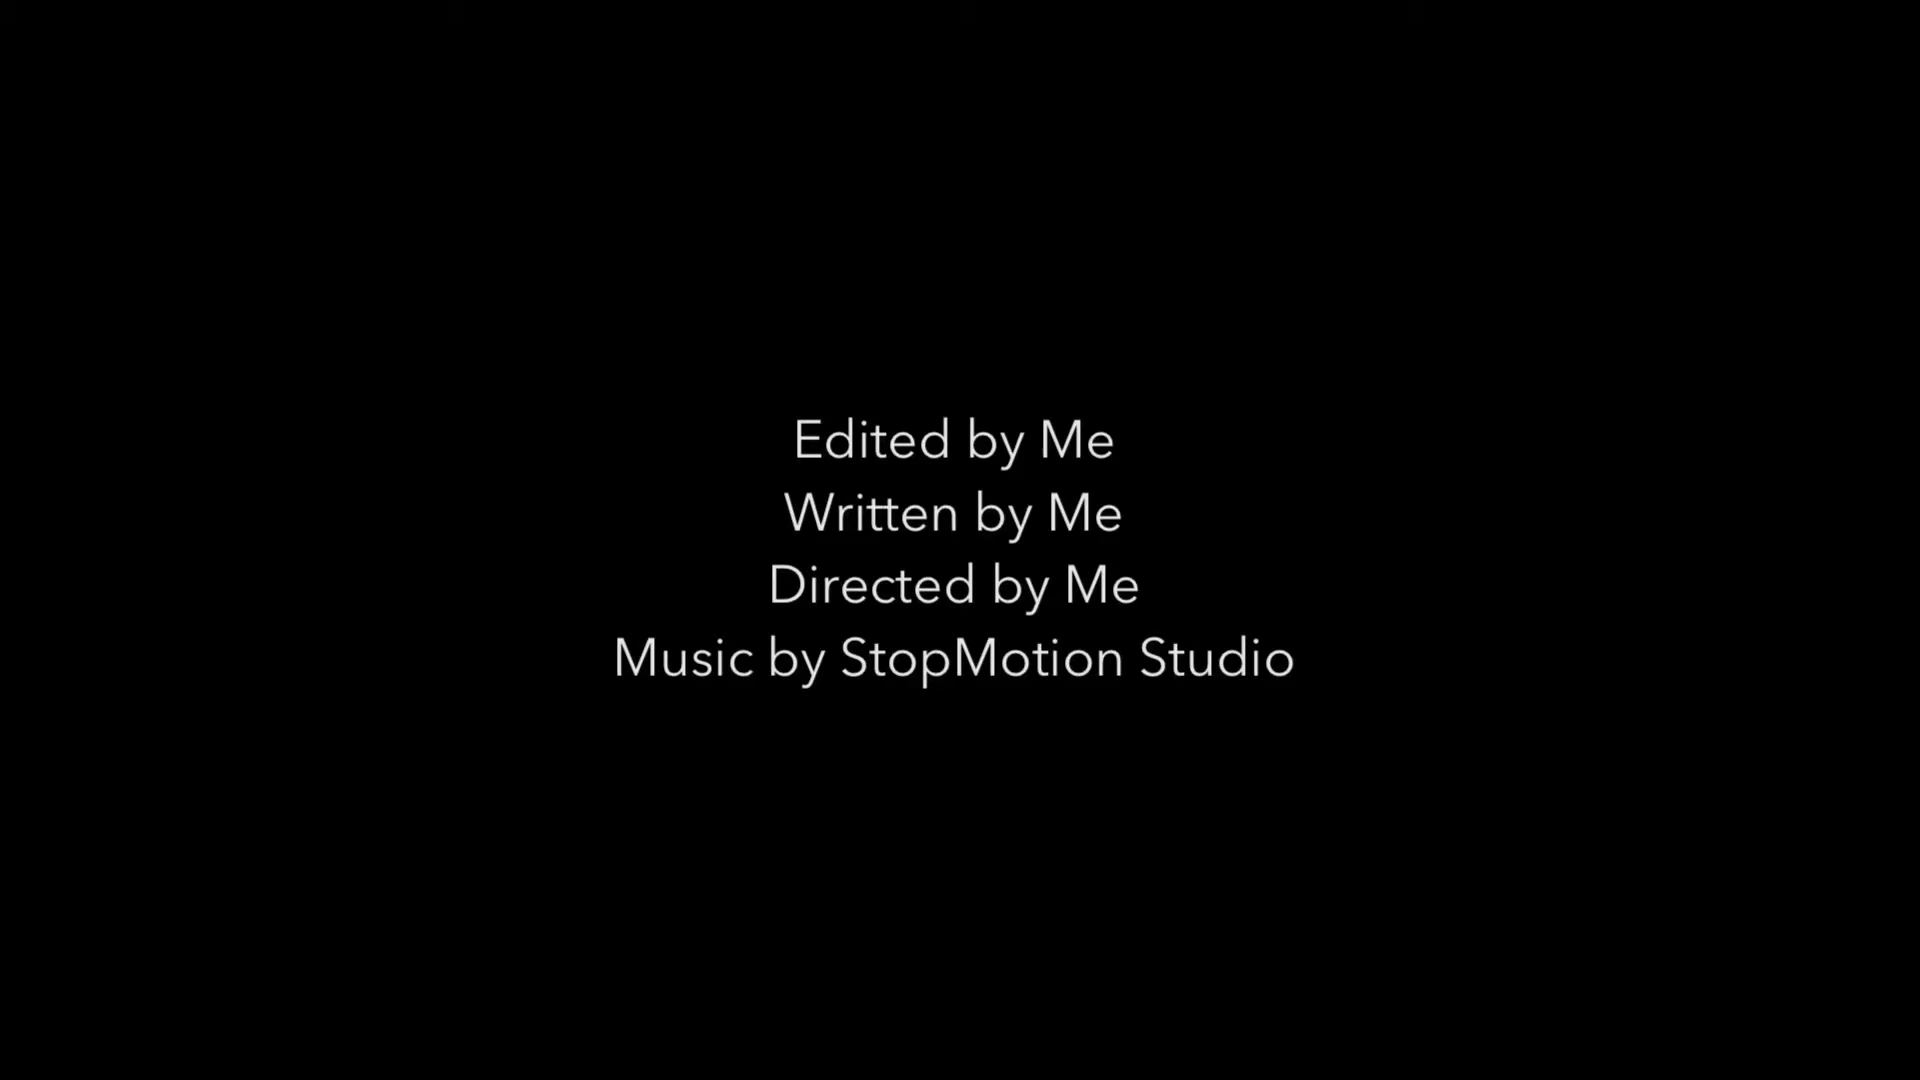 Edited by Me
Written by Me
Directed by Me
Music by StopMotion Studio